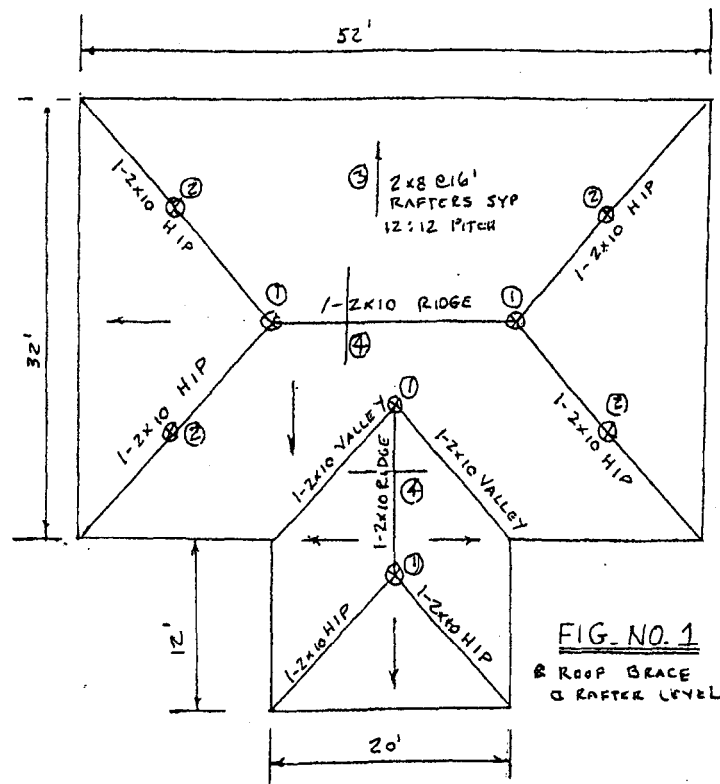 52'
1-2x10 HIP
②
③
2x8 @16'
RAFTERS SYP
12:12 PITCH
②
1-2x10 HIP
①
1-2x10 RIDGE
①
④
32'
1-2x10 HIP
②
①
②
1-2x10 HIP
1-2x10 VALLEY
1-2x10 RIDGE
④
1-2x10 VALLEY
12'
①
1-2x10 HIP
1-2x10 HIP
20'
FIG. NO. 1
⊗ ROOF BRACE
@ RAFTER LEVEL